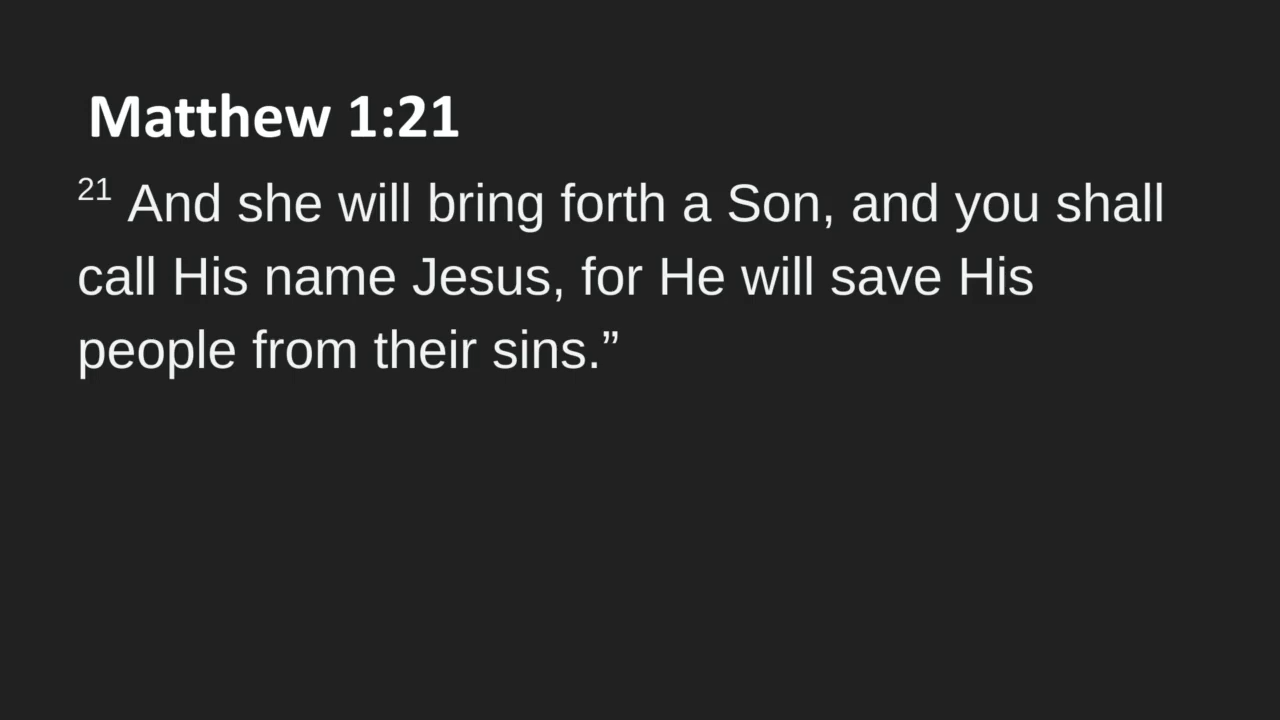 Matthew 1:21
21 And she will bring forth a Son, and you shall
call His name Jesus, for He will save His
people from their sins.”